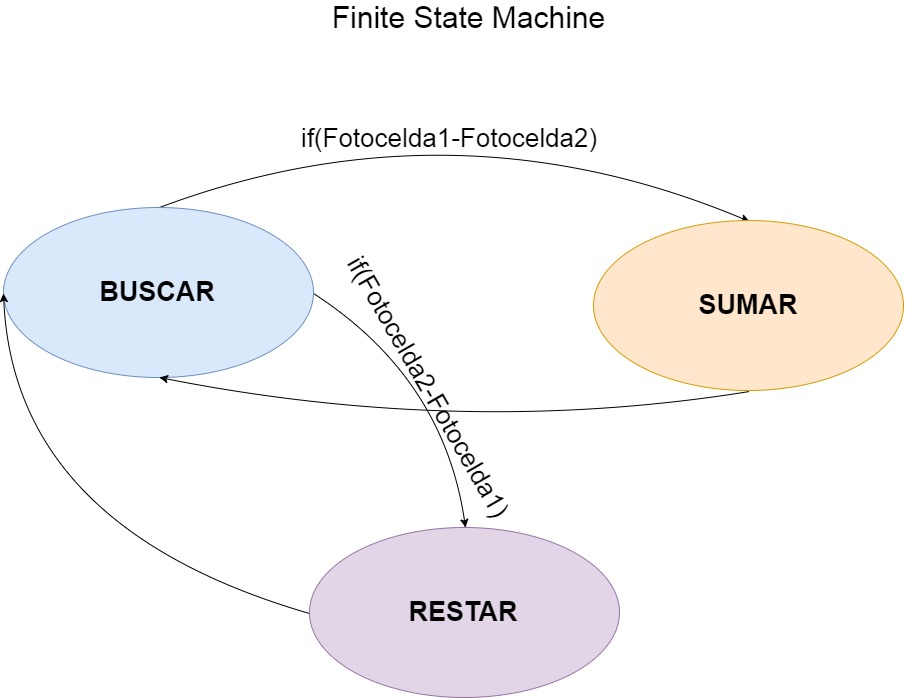 Finite State Machine
if(Fotocelda1-Fotocelda2)
BUSCAR
SUMAR
if(Fotocelda2-Fotocelda1)
RESTAR